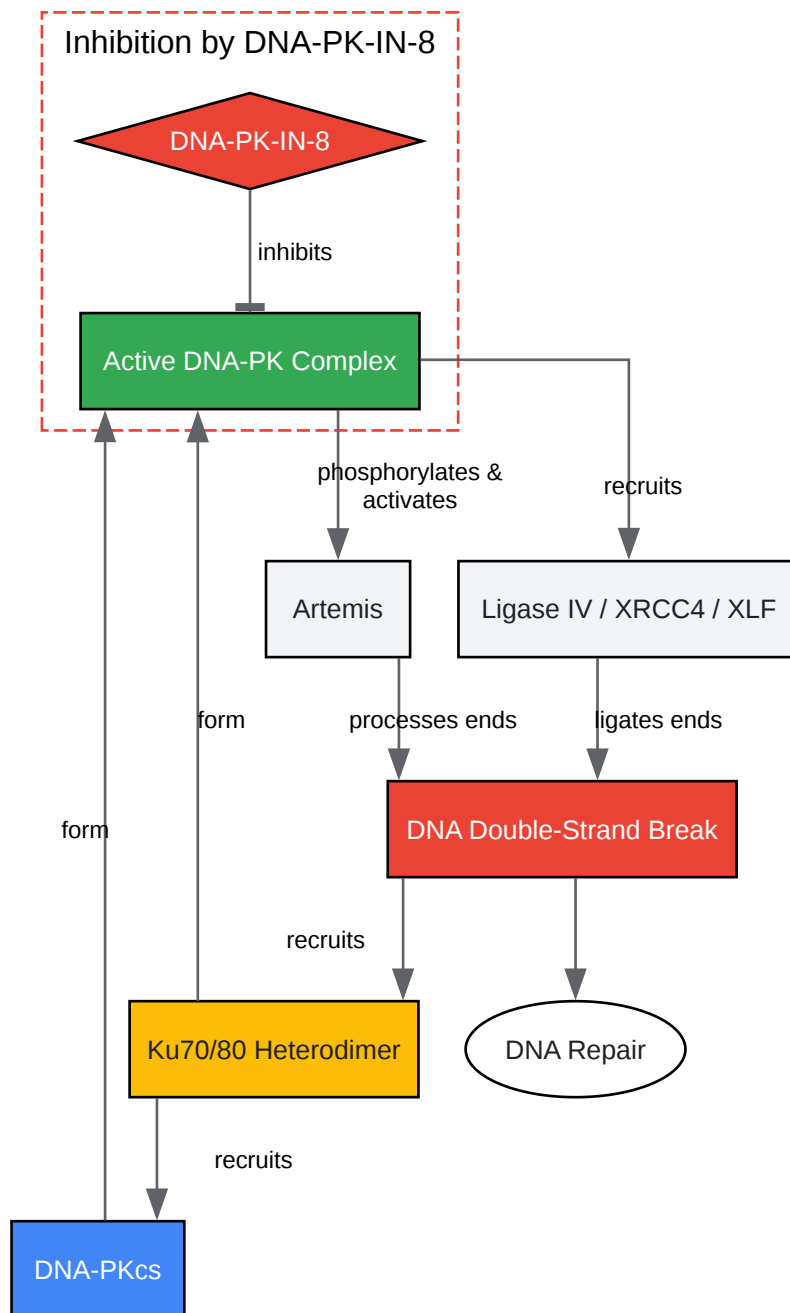 Inhibition by DNA-PK-IN-8
DNA-PK-IN-8
inhibits
Active DNA-PK Complex
phosphorylates &
activates
recruits
Artemis
Ligase IV / XRCC4 / XLF
form
processes ends
ligates ends
form
DNA Double-Strand Break
recruits
Ku70/80 Heterodimer
DNA Repair
recruits
DNA-PKcs